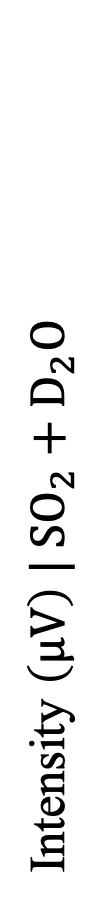 Intensity (μV) | SO₂ + D₂O